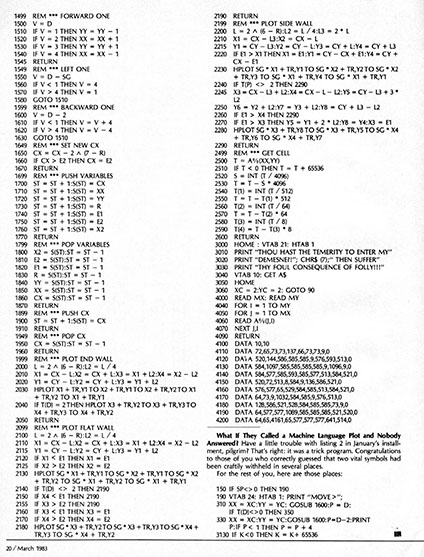 1499 REM *** FORWARD ONE
1500 V = D
1510 IF V = 1 THEN YY = YY - 1
1520 IF V = 2 THEN XX = XX + 1
1530 IF V = 3 THEN YY = YY + 1
1540 IF V = 4 THEN XX = XX - 1
1545 RETURN
1549 REM *** LEFT ONE
1550 V = D - SG
1560 IF V < 1 THEN V = 4
1570 IF V > 4 THEN V = 1
1580 GOTO 1510
1599 REM *** BACKWARD ONE
1600 V = D - 2
1610 IF V < 1 THEN V = V + 4
1620 IF V > 4 THEN V = V - 4
1630 GOTO 1510
1649 REM *** SET NEW CX
1650 CX = CX - 2 ∧ (7 - R)
1660 IF CX > E2 THEN CX = E2
1670 RETURN
1699 REM *** PUSH VARIABLES
1700 ST = ST + 1:S(ST) = CX
1710 ST = ST + 1:S(ST) = XX
1720 ST = ST + 1:S(ST) = YY
1730 ST = ST + 1:S(ST) = R
1740 ST = ST + 1:S(ST) = E1
1750 ST = ST + 1:S(ST) = E2
1760 ST = ST + 1:S(ST) = X2
1770 RETURN
1799 REM *** POP VARIABLES
1800 X2 = S(ST):ST = ST - 1
1810 E2 = S(ST):ST = ST - 1
1820 E1 = S(ST):ST = ST - 1
1830 R = S(ST):ST = ST - 1
1840 YY = S(ST):ST = ST - 1
1850 XX = S(ST):ST = ST - 1
1860 CX = S(ST):ST = ST - 1
1870 RETURN
1899 REM *** PUSH CX
1900 ST = ST + 1:S(ST) = CX
1910 RETURN
1949 REM *** POP CX
1950 CX = S(ST):ST = ST - 1
1960 RETURN
1999 REM *** PLOT END WALL
2000 L = 2 ∧ (6 - R):L2 = L / 4
2010 X1 = CX - L:X2 = CX + L:X3 = X1 + L2:X4 = X2 - L2
2020 Y1 = CY - L:Y2 = CY + L:Y3 = Y1 + L2
2030 HPLOT X1 + TR,Y1 TO X2 + TR,Y1 TO X2 + TR,Y2 TO X1
+ TR,Y2 TO X1 + TR,Y1
2040 IF T(D) = 2 THEN HPLOT X3 + TR,Y2 TO X3 + TR,Y3 TO
X4 + TR,Y3 TO X4 + TR,Y2
2050 RETURN
2099 REM *** PLOT FLAT WALL
2100 L = 2 ∧ (6 - R):L2 = L / 4
2110 X1 = CX - L:X2 = CX + L:X3 = X1 + L2:X4 = X2 - L2
2115 Y1 = CY - L:Y2 = CY + L:Y3 = Y1 + L2
2120 IF X1 < E1 THEN X1 = E1
2125 IF X2 > E2 THEN X2 = E2
2130 HPLOT SG * X1 + TR,Y1 TO SG * X2 + TR,Y1 TO SG * X2
+ TR,Y2 TO SG * X1 + TR,Y2 TO SG * X1 + TR,Y1
2140 IF T(D) <> 2 THEN 2190
2150 IF X4 < E1 THEN 2190
2155 IF X3 > E2 THEN 2190
2160 IF X3 < E1 THEN X3 = E1
2170 IF X4 > E2 THEN X4 = E2
2180 HPLOT SG * X3 + TR,Y2 TO SG * X3 + TR,Y3 TO SG * X4 +
TR,Y3 TO SG * X4 + TR,Y2
2190 RETURN
2199 REM *** PLOT SIDE WALL
2200 L = 2 ∧ (6 - R):L2 = L / 4:L3 = 2 * L
2210 X1 = CX - L3:X2 = CX - L
2215 Y1 = CY - L3:Y2 = CY - L:Y3 = CY + L:Y4 = CY + L3
2220 IF E1 > X1 THEN X1 = E1:Y1 = CY - CX + E1:Y4 = CY +
CX - E1
2230 HPLOT SG * X1 + TR,Y1 TO SG * X2 + TR,Y2 TO SG * X2
+ TR,Y3 TO SG * X1 + TR,Y4 TO SG * X1 + TR,Y1
2240 IF T(P) <> 2 THEN 2290
2245 X3 = CX - L3 + L2:X4 = CX - L - L2:Y5 = CY - L3 + 3 *
L2
2250 Y6 = Y2 + L2:Y7 = Y3 + L2:Y8 = CY + L3 - L2
2260 IF E1 > X4 THEN 2290
2270 IF E1 > X3 THEN Y5 = Y1 + 2 * L2:Y8 = Y4:X3 = E1
2280 HPLOT SG * X3 + TR,Y8 TO SG * X3 + TR,Y5 TO SG * X4
+ TR,Y6 TO SG * X4 + TR,Y7
2290 RETURN
2499 REM *** GET CELL
2500 T = A%(XX,YY)
2510 IF T < 0 THEN T = T + 65536
2520 S = INT (T / 4096)
2530 T = T - S * 4096
2540 T(1) = INT (T / 512)
2550 T = T - T(1) * 512
2560 T(2) = INT (T / 64)
2570 T = T - T(2) * 64
2580 T(3) = INT (T / 8)
2590 T(4) = T - T(3) * 8
2600 RETURN
3000 HOME : VTAB 21: HTAB 1
3010 PRINT "THOU HAST THE TEMERITY TO ENTER MY"
3020 PRINT "DEMESNE?"; CHR$ (7);" THEN SUFFER"
3030 PRINT "THY FOUL CONSEQUENCE OF FOLLY!!!"
3040 VTAB 10: GET A$
3050 HOME
3060 XC = 2:YC = 2: GOTO 90
4000 READ MX: READ MY
4040 FOR I = 1 TO MY
4050 FOR J = 1 TO MX
4060 READ A%(J,I)
4070 NEXT J,I
4090 RETURN
4100 DATA 10,10
4110 DATA 72,65,73,73,137,66,73,73,9,0
4120 DATA 520,144,586,585,585,9,576,593,513,0
4130 DATA 584,1097,585,585,585,585,9,1096,9,0
4140 DATA 584,577,585,593,585,577,513,584,521,0
4150 DATA 520,72,513,8,584,9,136,586,521,0
4160 DATA 576,577,65,529,584,585,513,584,521,0
4170 DATA 64,73,9,1032,584,585,9,576,513,0
4180 DATA 128,586,521,528,584,585,585,73,9,0
4190 DATA 64,577,577,1089,585,585,585,521,520,0
4200 DATA 64,65,4161,65,577,577,577,577,514,0
What If They Called a Machine Language Plot and Nobody
Answered? Have a little trouble with listing 2 in January's install-
ment, pilgrim? That's right: it was a trick program. Congratulations
to those of you who correctly guessed that two vital symbols had
been craftily withheld in several places.
For the rest of you, here are those places:
150 IF SP<>0 THEN 190
190 VTAB 24: HTAB 1: PRINT "MOVE>";
310 XX = XC:YY = YC:GOSUB 1600:P = D:
IF T(D)<>0 THEN 350
330 XX = XC:YY = YC:GOSUB 1600:P=D-2:PRINT
P:IF P<1 THEN P = P + 4
3130 IF K<0 THEN K = K+ 65536
20 / March 1983